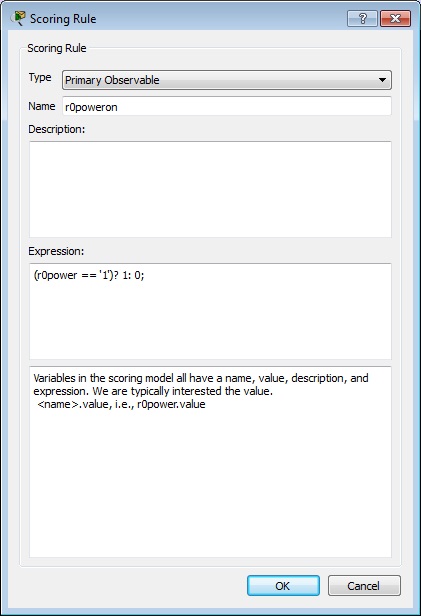 Scoring Rule
Scoring Rule
Type Primary Observable
Name r0poweron
Description:
Expression:
(r0power == '1')? 1: 0;
Variables in the scoring model all have a name, value, description, and
expression. We are typically interested the value.
<name>.value, i.e., r0power.value
OK Cancel